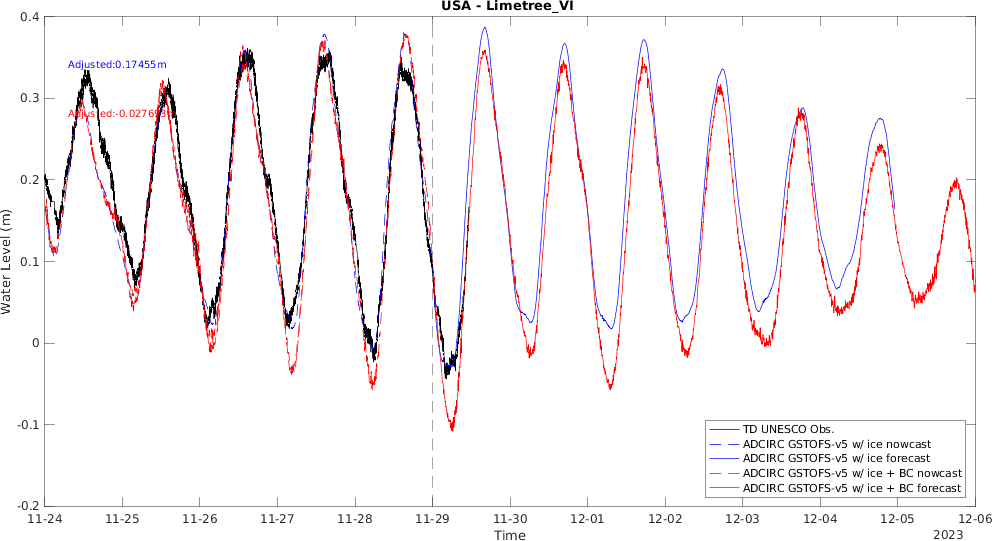 USA - Limetree_VI
0.4
Adjusted:0.17455m
0.3
0.2
Water Level (m)
0.1
0
-0.1
TD UNESCO Obs.
ADCIRC GSTOFS-v5 w/ ice nowcast
ADCIRC GSTOFS-v5 w/ ice forecast
ADCIRC GSTOFS-v5 w/ ice + BC nowcast
ADCIRC GSTOFS-v5 w/ ice + BC forecast
-0.2
11-24 11-25 11-26 11-27 11-28 11-29 11-30 12-01 12-02 12-03 12-04 12-05 12-06
Time
2023